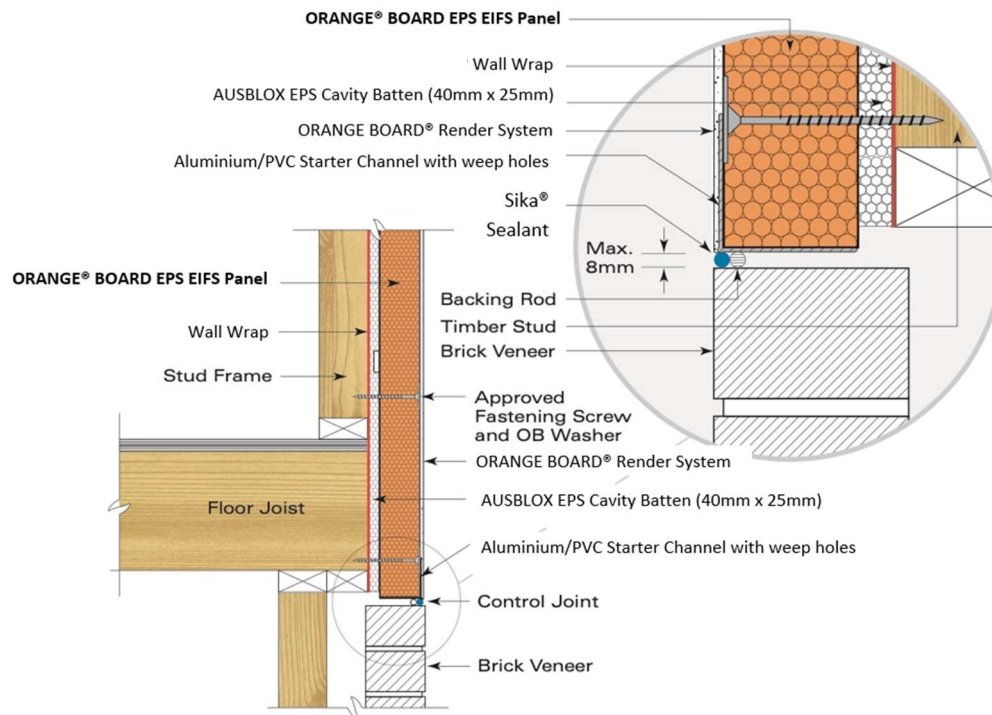 ORANGE® BOARD EPS EIFS Panel
Wall Wrap
AUSBLOX EPS Cavity Batten (40mm x 25mm)
ORANGE BOARD® Render System
Aluminium/PVC Starter Channel with weep holes
Sika®
Sealant
Max.
8mm
Backing Rod
Timber Stud
Brick Veneer
ORANGE® BOARD EPS EIFS Panel
Wall Wrap
Stud Frame
Approved
Fastening Screw
and OB Washer
ORANGE BOARD® Render System
AUSBLOX EPS Cavity Batten (40mm x 25mm)
Floor Joist
Aluminium/PVC Starter Channel with weep holes
Control Joint
Brick Veneer